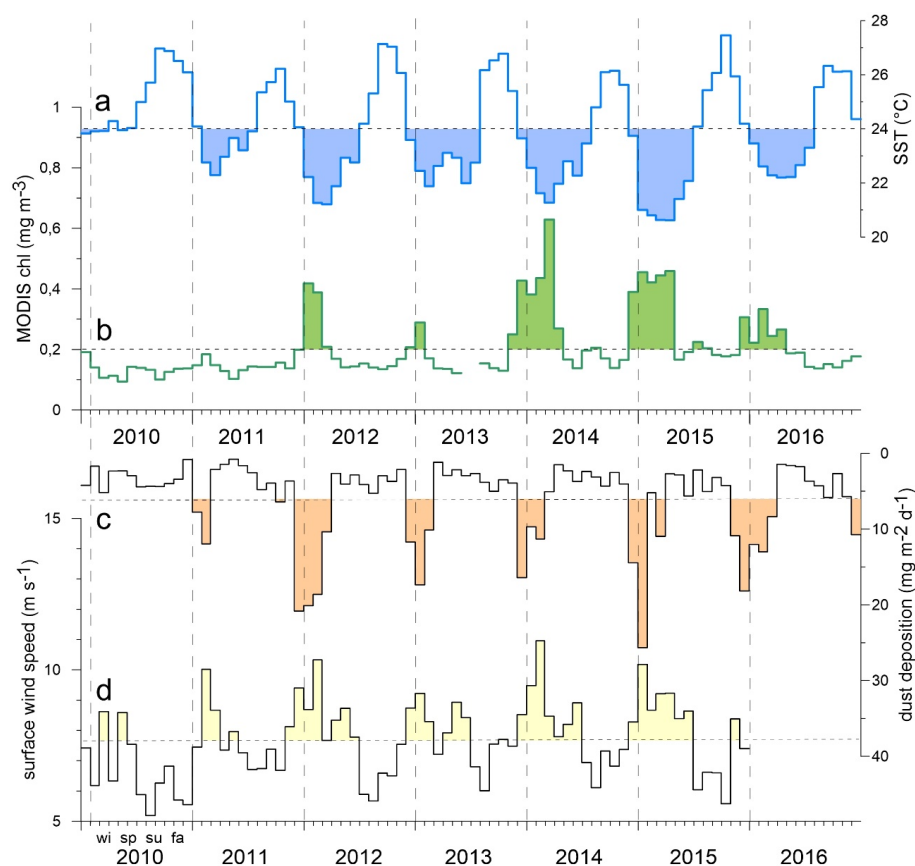 28
26
a
1
24
SST (°C)
0,8
22
MODIS chl (mg m-3)
0,6
20
0,4
b
0,2
0
2010 2011 2012 2013 2014 2015 2016
0
c
15
10
dust deposition (mg m-2 d-1)
surface wind speed (m s-1)
20
10
d
30
40
5
wi sp su fa
2010 2011 2012 2013 2014 2015 2016